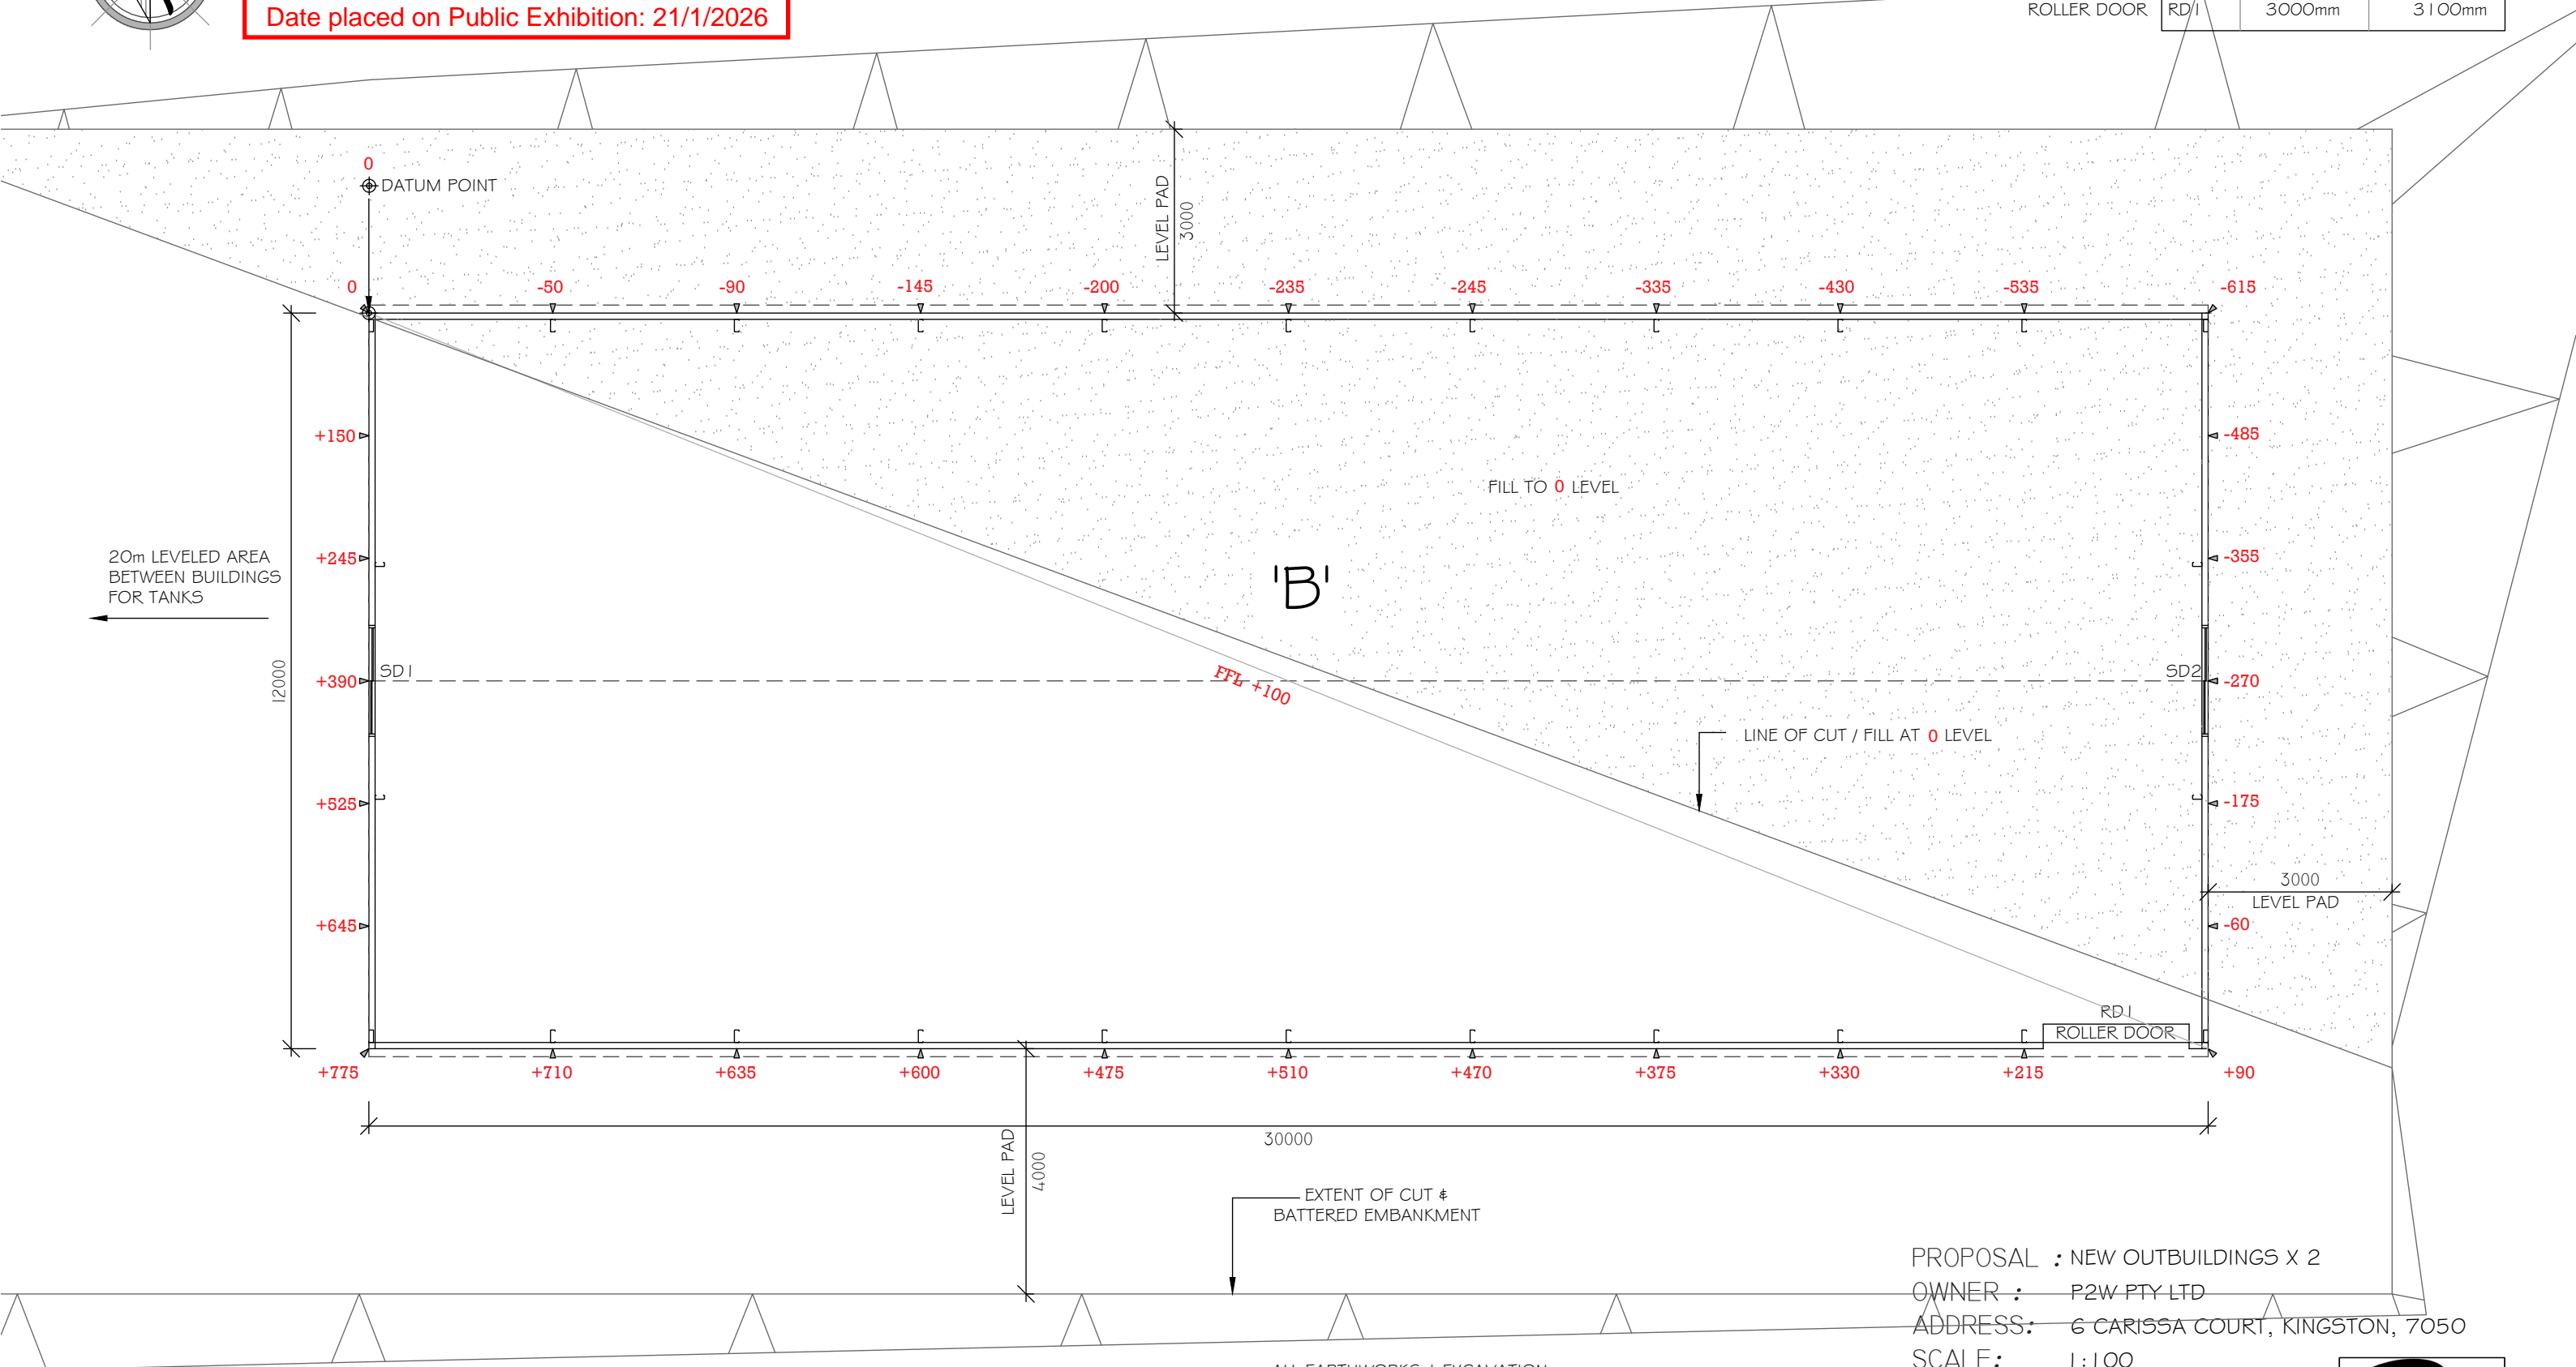 Date placed on Public Exhibition: 21/1/2026
ROLLER DOOR RD1 3000mm 3100mm
0
DATUM POINT
LEVEL PAD
3000
0 -50 -90 -145 -200 -235 -245 -335 -430 -535 -615
+150
-485
FILL TO 0 LEVEL
20m LEVELED AREA
BETWEEN BUILDINGS
FOR TANKS
+245
-355
'B'
12000
SD1
+390
FFL +100
SD2
-270
LINE OF CUT / FILL AT 0 LEVEL
+525
-175
3000
LEVEL PAD
+645
-60
RD1
ROLLER DOOR
+775 +710 +635 +600 +475 +510 +470 +375 +330 +215 +90
30000
LEVEL PAD
4000
EXTENT OF CUT &
BATTERED EMBANKMENT
PROPOSAL : NEW OUTBUILDINGS X 2
OWNER : P2W PTY LTD
ADDRESS: 6 CARISSA COURT, KINGSTON, 7050
SCALE: 1:100
ALL EARTHWORKS / EXCAVATION